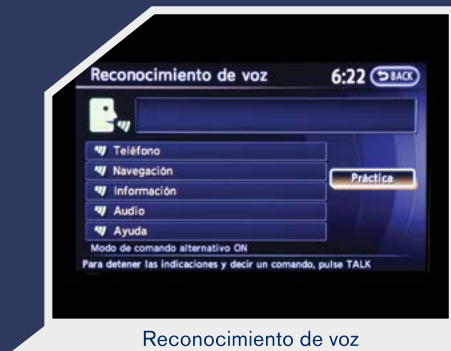 Reconocimiento de voz 6:22 BACK
Teléfono
Navegación
Práctica
Información
Audio
Ayuda
Modo de comando alternativo ON
Para detener las indicaciones y decir un comando, pulse TALK
Reconocimiento de voz